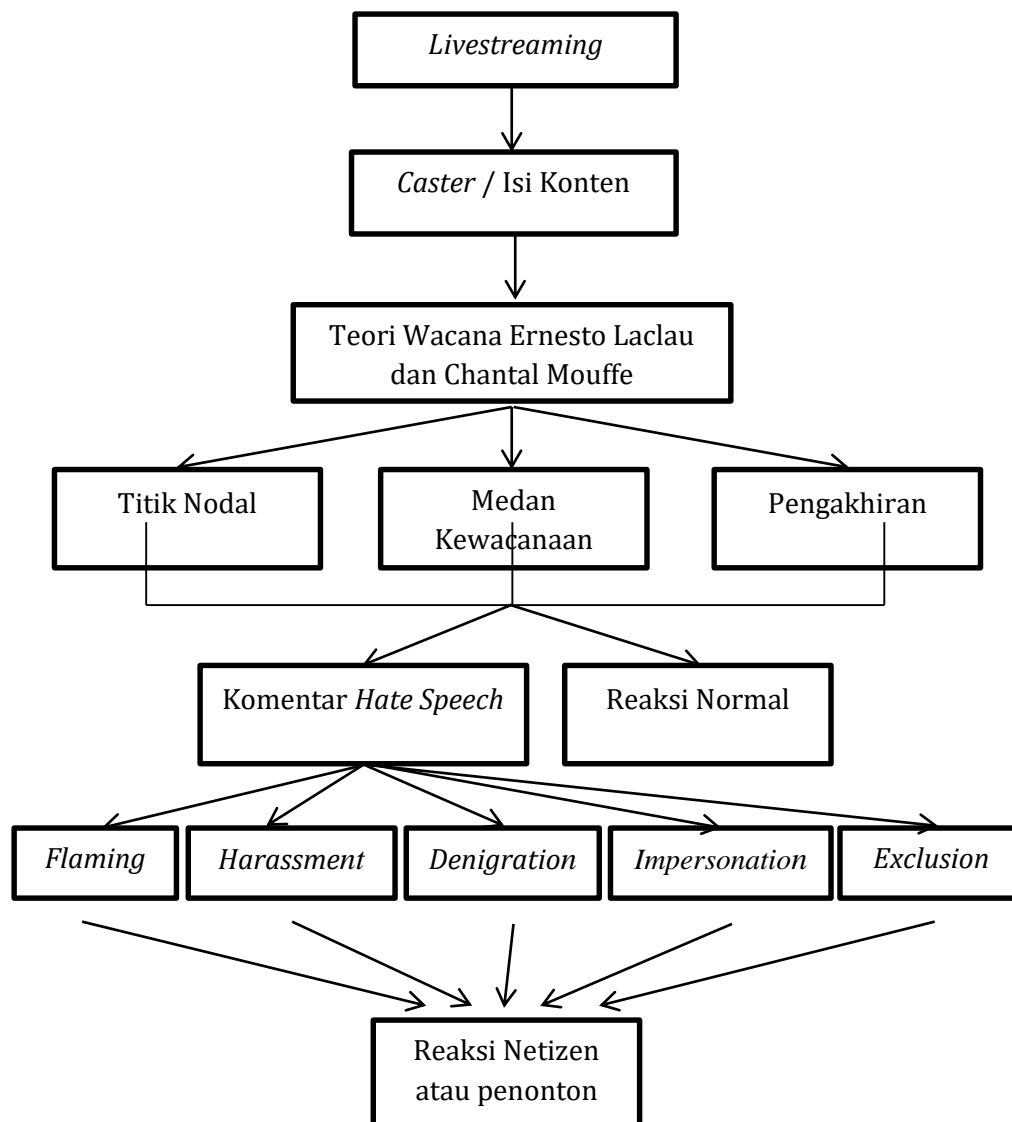 Livestreaming
Caster / Isi Konten
Teori Wacana Ernesto Laclau
dan Chantal Mouffe
Titik Nodal
Medan
Kewacanaan
Pengakhiran
Komentar Hate Speech
Reaksi Normal
Flaming
Harassment
Denigration
Impersonation
Exclusion
Reaksi Netizen
atau penonton